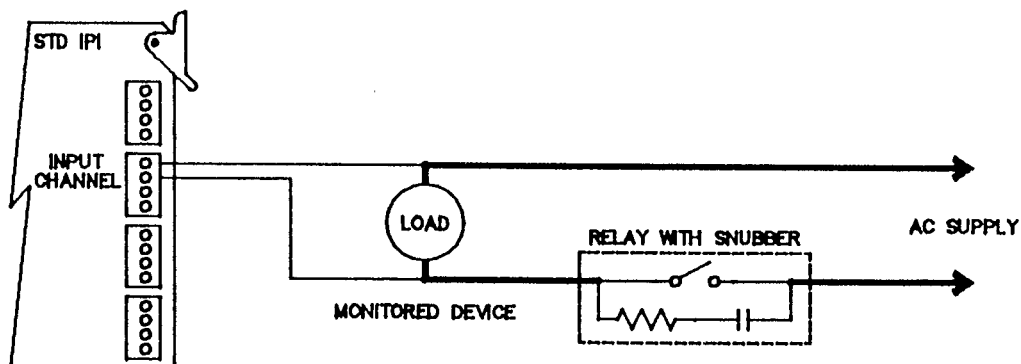 STD IPI
INPUT
CHANNEL
LOAD
AC SUPPLY
RELAY WITH SNUBBER
MONITORED DEVICE